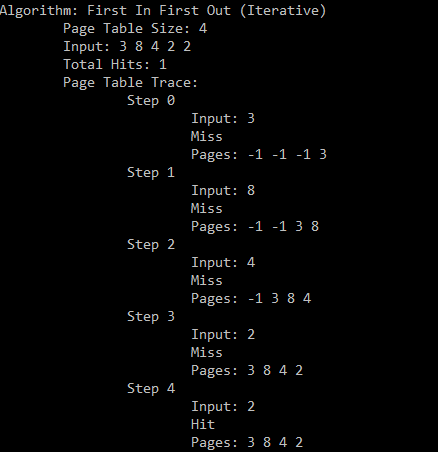 Algorithm: First In First Out (Iterative)
Page Table Size: 4
Input: 3 8 4 2 2
Total Hits: 1
Page Table Trace:
Step 0
Input: 3
Miss
Pages: -1 -1 -1 3
Step 1
Input: 8
Miss
Pages: -1 -1 3 8
Step 2
Input: 4
Miss
Pages: -1 3 8 4
Step 3
Input: 2
Miss
Pages: 3 8 4 2
Step 4
Input: 2
Hit
Pages: 3 8 4 2